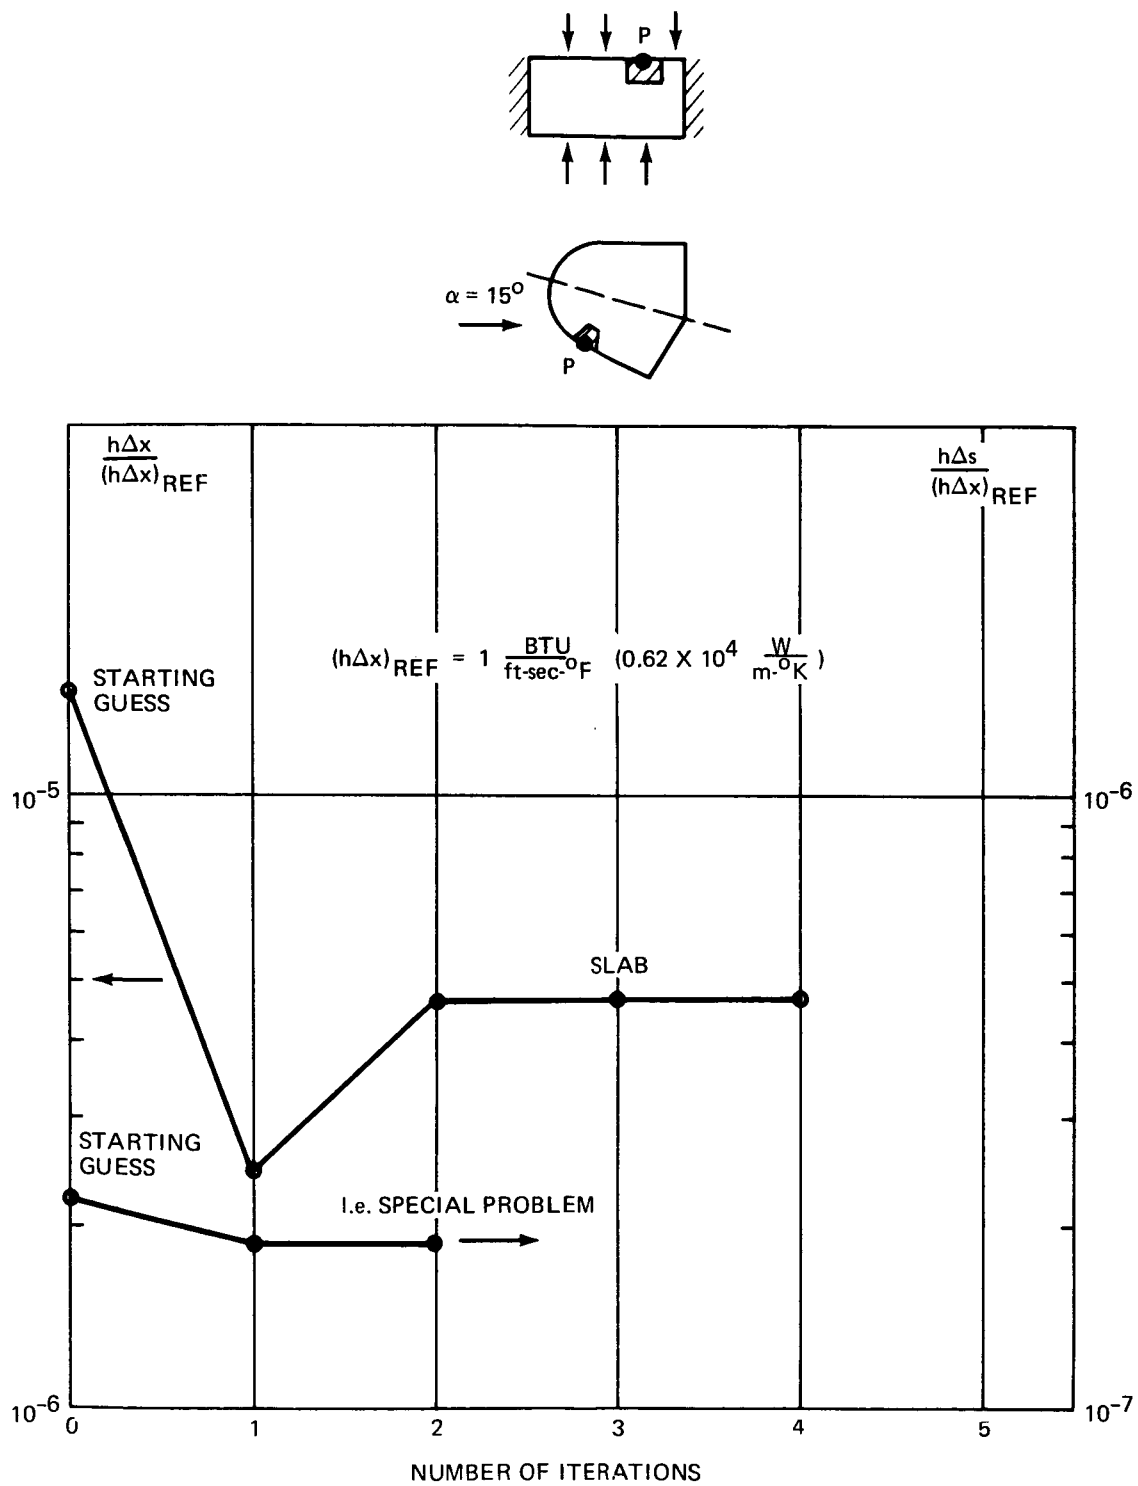 P
α = 15°
P
hΔx
(hΔx) REF
hΔs
(hΔx) REF
(hΔx) REF = 1 BTU / ft-sec-°F (0.62 X 10⁴ W / m-°K )
STARTING
GUESS
10⁻⁵
10⁻⁶
SLAB
STARTING
GUESS
I.e. SPECIAL PROBLEM
10⁻⁶
10⁻⁷
0 1 2 3 4 5
NUMBER OF ITERATIONS